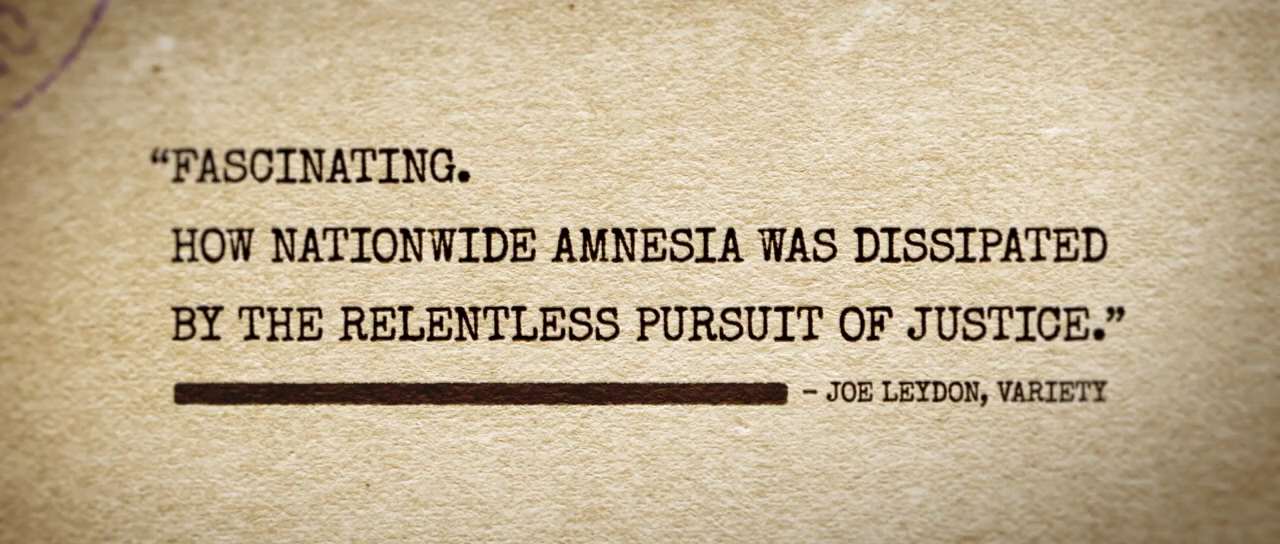 “FASCINATING.
HOW NATIONWIDE AMNESIA WAS DISSIPATED
BY THE RELENTLESS PURSUIT OF JUSTICE.”
– JOE LEYDON, VARIETY